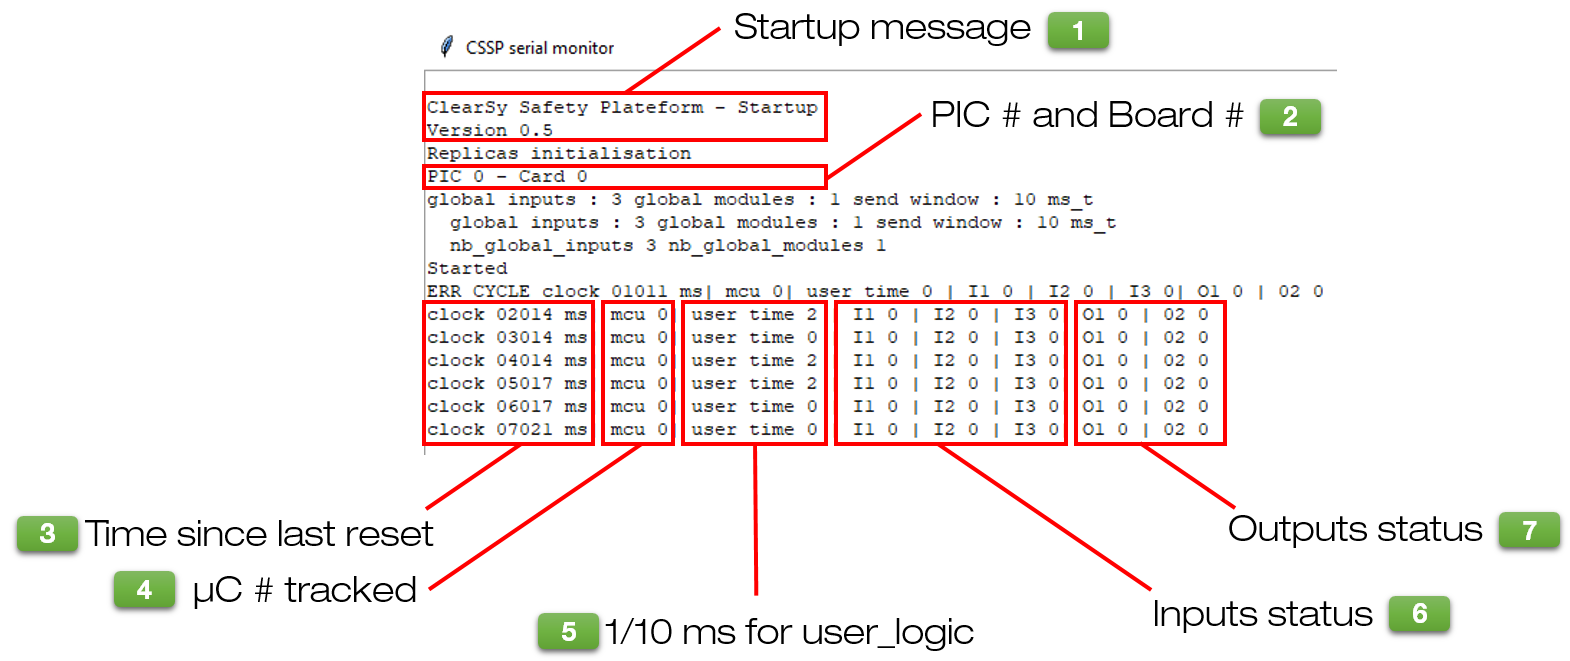 Startup message 1
CSSP serial monitor
ClearSy Safety Plateform - Startup
Version 0.5
PIC # and Board # 2
Replicas initialisation
PIC 0 - Card 0
global inputs : 3 global modules : 1 send window : 10 ms_t
global inputs : 3 global modules : 1 send window : 10 ms_t
nb_global_inputs 3 nb_global_modules 1
Started
ERR CYCLE clock 01011 ms| mcu 0| user time 0 | I1 0 | I2 0 | I3 0| O1 0 | 02 0
clock 02014 ms mcu 0 user time 2 I1 0 | I2 0 | I3 0 O1 0 | 02 0
clock 03014 ms mcu 0 user time 0 I1 0 | I2 0 | I3 0 O1 0 | 02 0
clock 04014 ms mcu 0 user time 2 I1 0 | I2 0 | I3 0 O1 0 | 02 0
clock 05017 ms mcu 0 user time 2 I1 0 | I2 0 | I3 0 O1 0 | 02 0
clock 06017 ms mcu 0| user time 0 I1 0 | I2 0 | I3 0 O1 0 | 02 0
clock 07021 ms mcu 0 user time 0 I1 0 | I2 0 | I3 0 O1 0 | 02 0
3 Time since last reset
Outputs status 7
4 µC # tracked
Inputs status 6
5 1/10 ms for user_logic